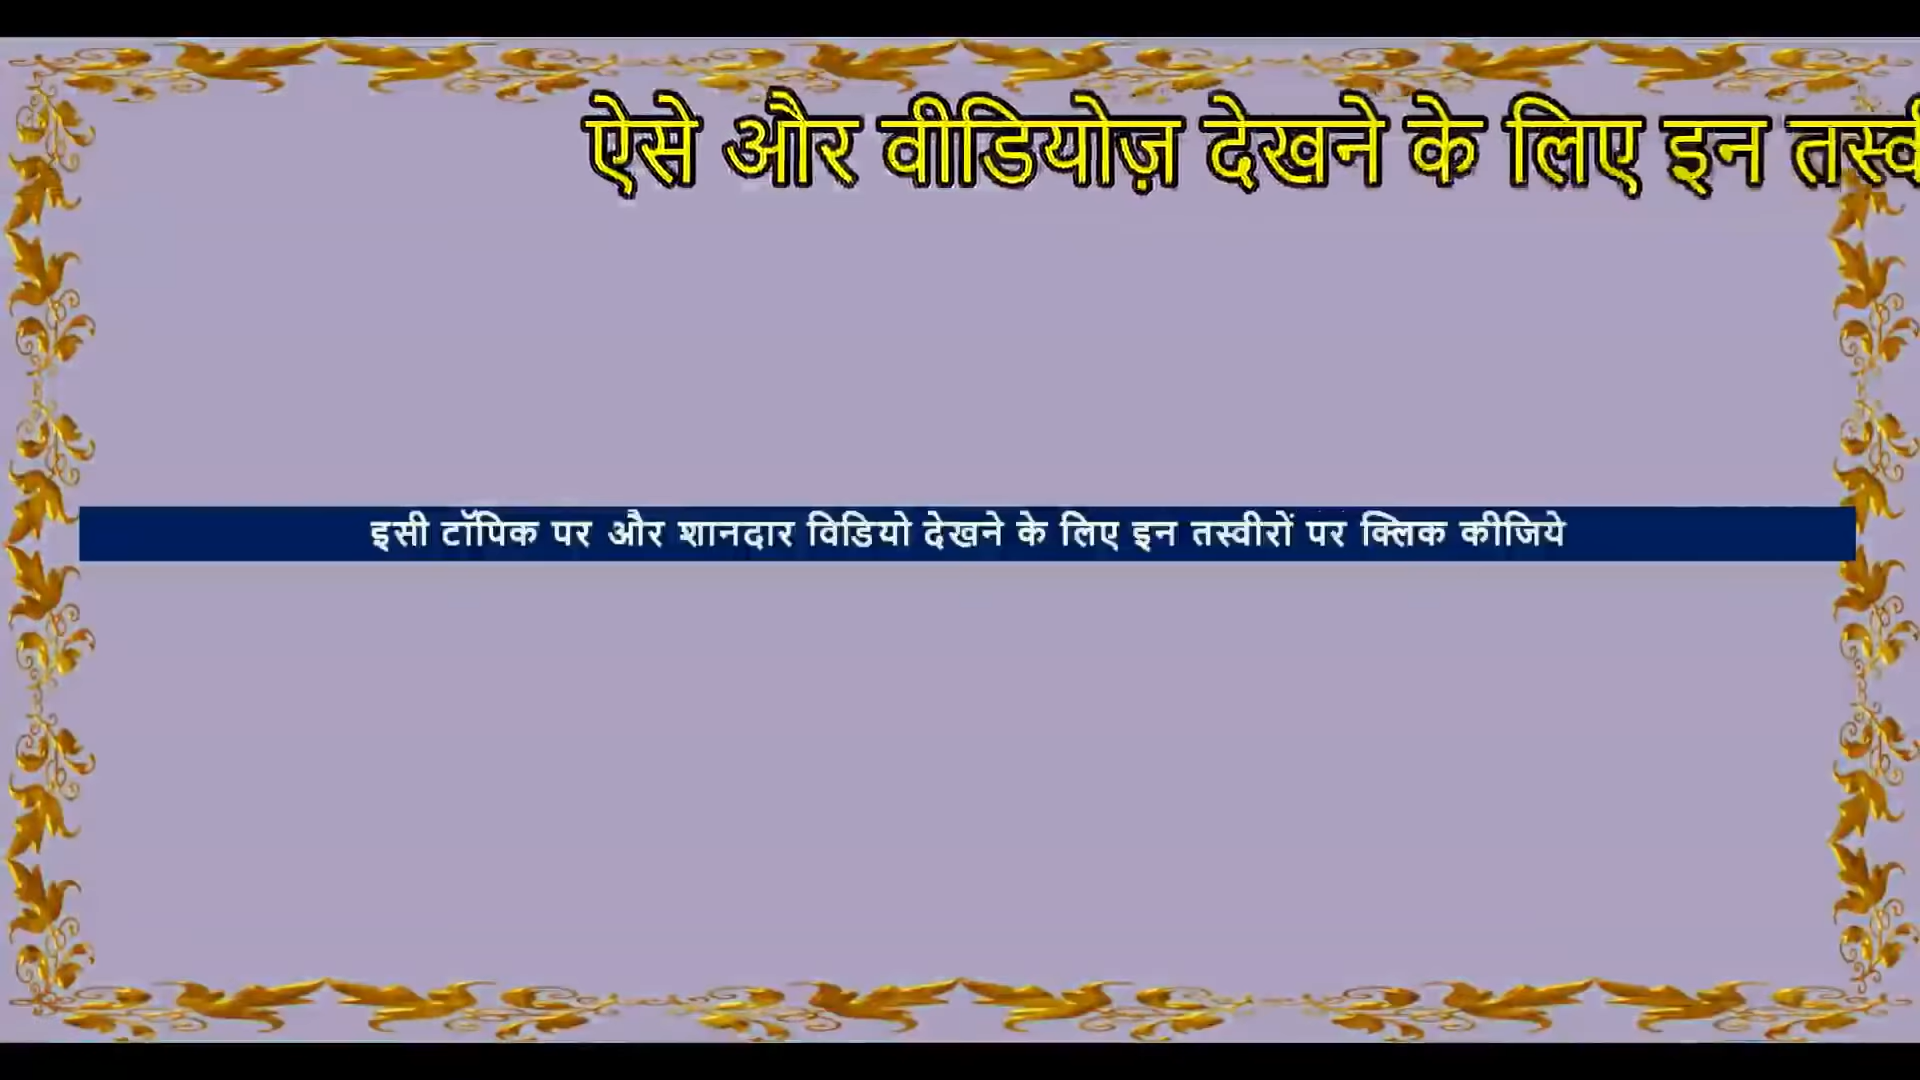 ऐसे और वीडियोज़ देखने के लिए इन
इसी टॉपिक पर और शानदार विडियो देखने के लिए इन तस्वीरों पर क्लिक कीजिये